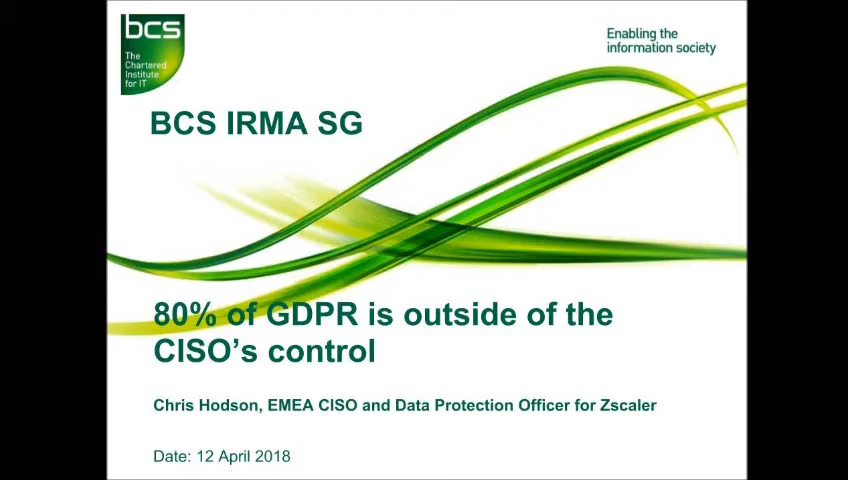 bcs
The
Chartered
Institute
for IT
Enabling the
information society
BCS IRMA SG
80% of GDPR is outside of the
CISO’s control
Chris Hodson, EMEA CISO and Data Protection Officer for Zscaler
Date: 12 April 2018